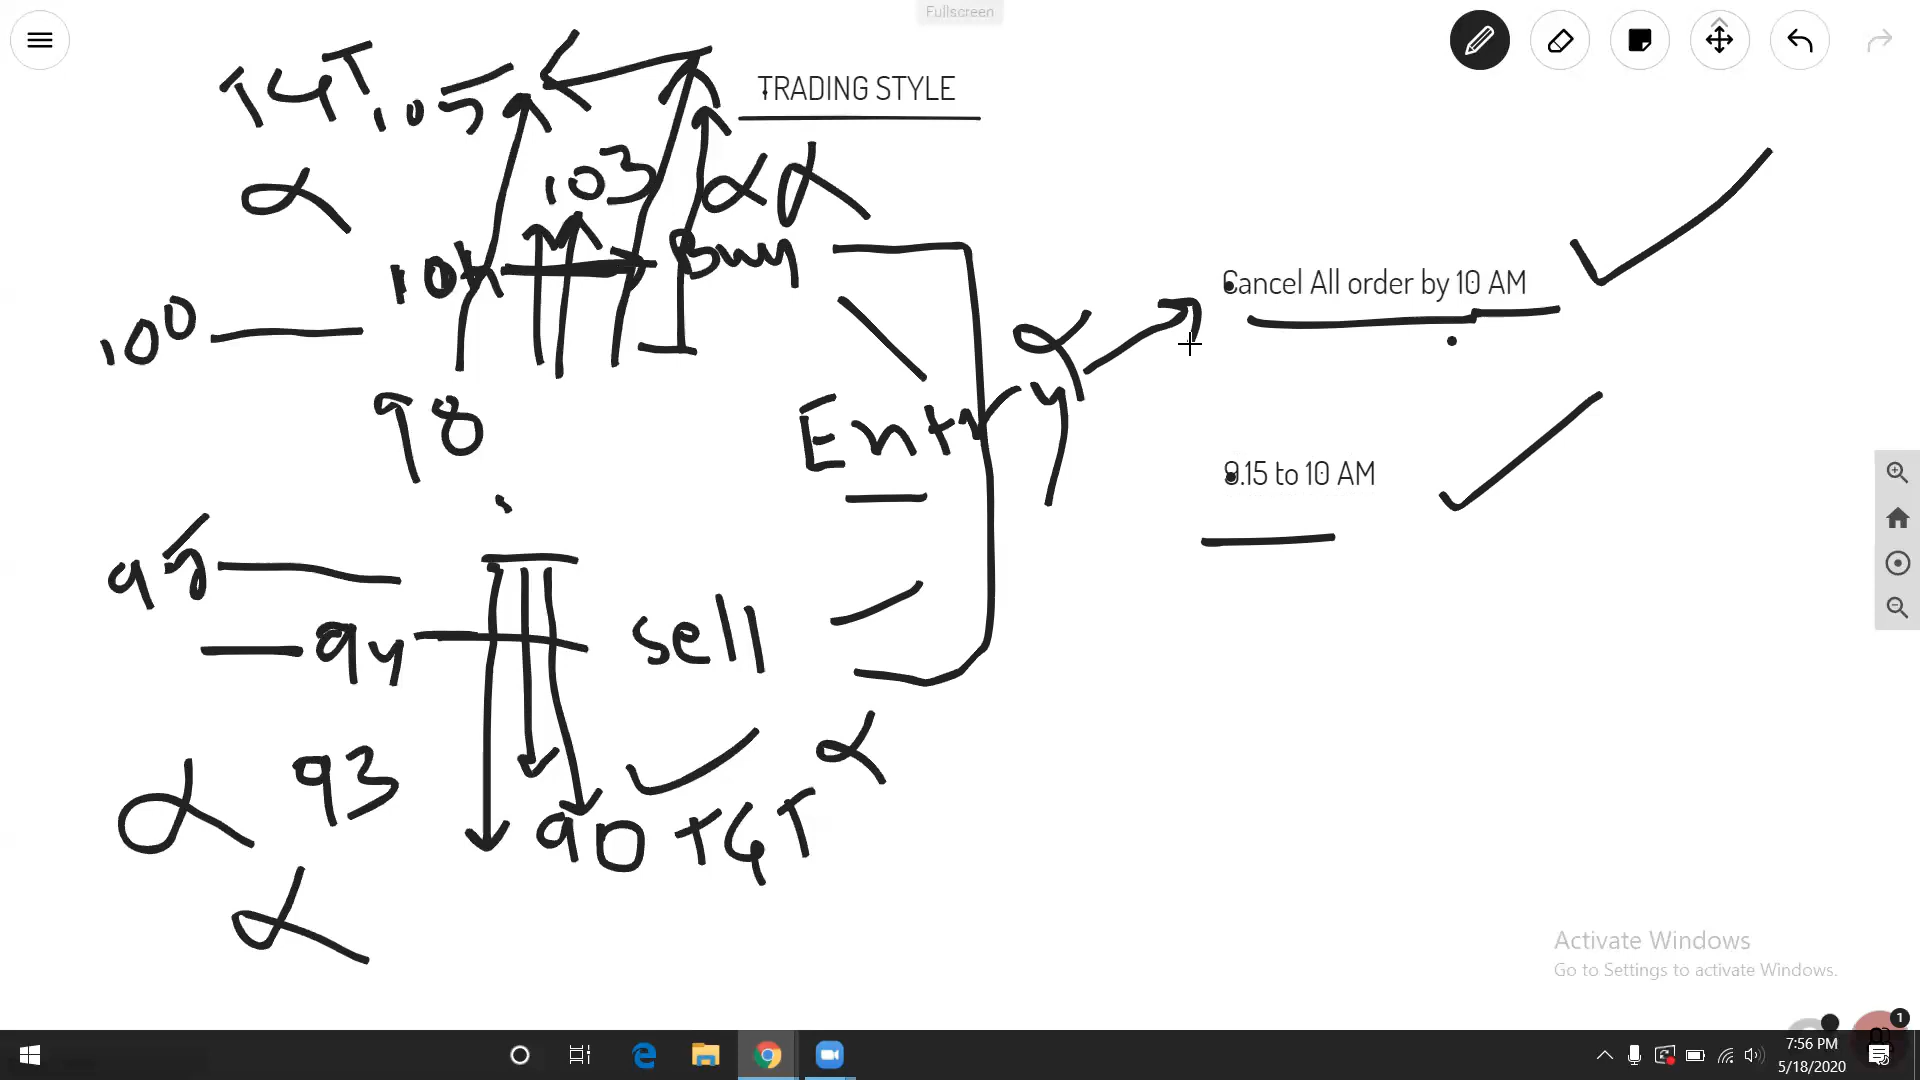 Fullscreen
TGT 105
TRADING STYLE
103
Buy
Cancel All order by 10 AM
100
98
Entry
9.15 to 10 AM
95
94 sell
93
90 TGT
Activate Windows
Go to Settings to activate Windows.
1
7:56 PM
5/18/2020